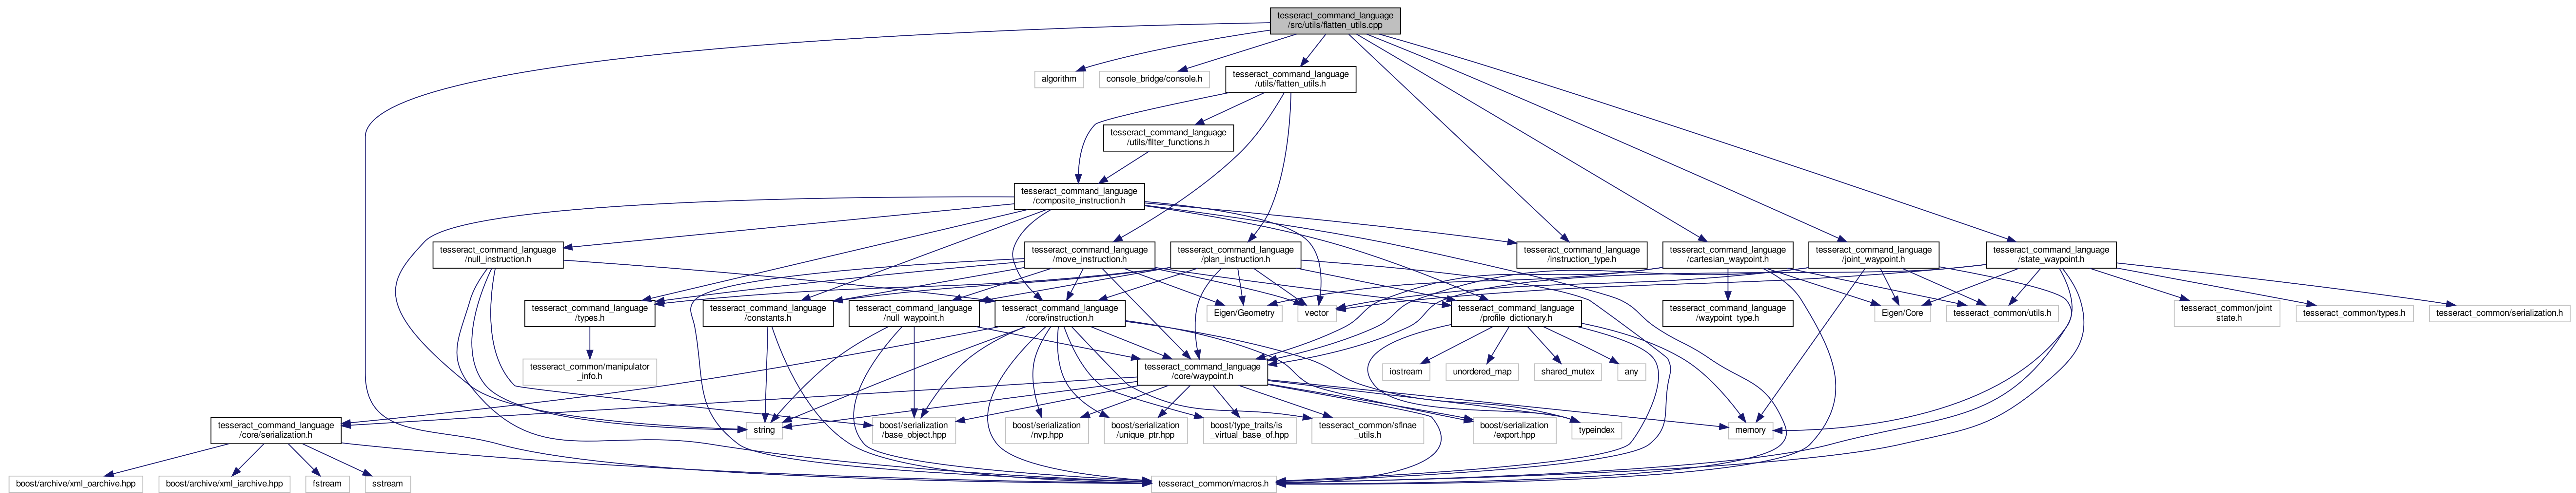 tesseract_command_language
/src/utils/flatten_utils.cpp
algorithm
console_bridge/console.h
tesseract_command_language
/utils/flatten_utils.h
tesseract_command_language
/utils/filter_functions.h
tesseract_command_language
/composite_instruction.h
tesseract_command_language
/null_instruction.h
tesseract_command_language
/move_instruction.h
tesseract_command_language
/plan_instruction.h
tesseract_command_language
/instruction_type.h
tesseract_command_language
/cartesian_waypoint.h
tesseract_command_language
/joint_waypoint.h
tesseract_command_language
/state_waypoint.h
tesseract_command_language
/types.h
tesseract_command_language
/constants.h
tesseract_command_language
/null_waypoint.h
tesseract_command_language
/core/instruction.h
Eigen/Geometry
vector
tesseract_command_language
/profile_dictionary.h
tesseract_command_language
/waypoint_type.h
Eigen/Core
tesseract_common/utils.h
tesseract_common/joint
_state.h
tesseract_common/types.h
tesseract_common/serialization.h
tesseract_common/manipulator
_info.h
tesseract_command_language
/core/waypoint.h
iostream
unordered_map
shared_mutex
any
tesseract_command_language
/core/serialization.h
string
boost/serialization
/base_object.hpp
boost/serialization
/nvp.hpp
boost/serialization
/unique_ptr.hpp
boost/type_traits/is
_virtual_base_of.hpp
tesseract_common/sfinae
_utils.h
boost/serialization
/export.hpp
typeindex
memory
boost/archive/xml_oarchive.hpp
boost/archive/xml_iarchive.hpp
fstream
sstream
tesseract_common/macros.h